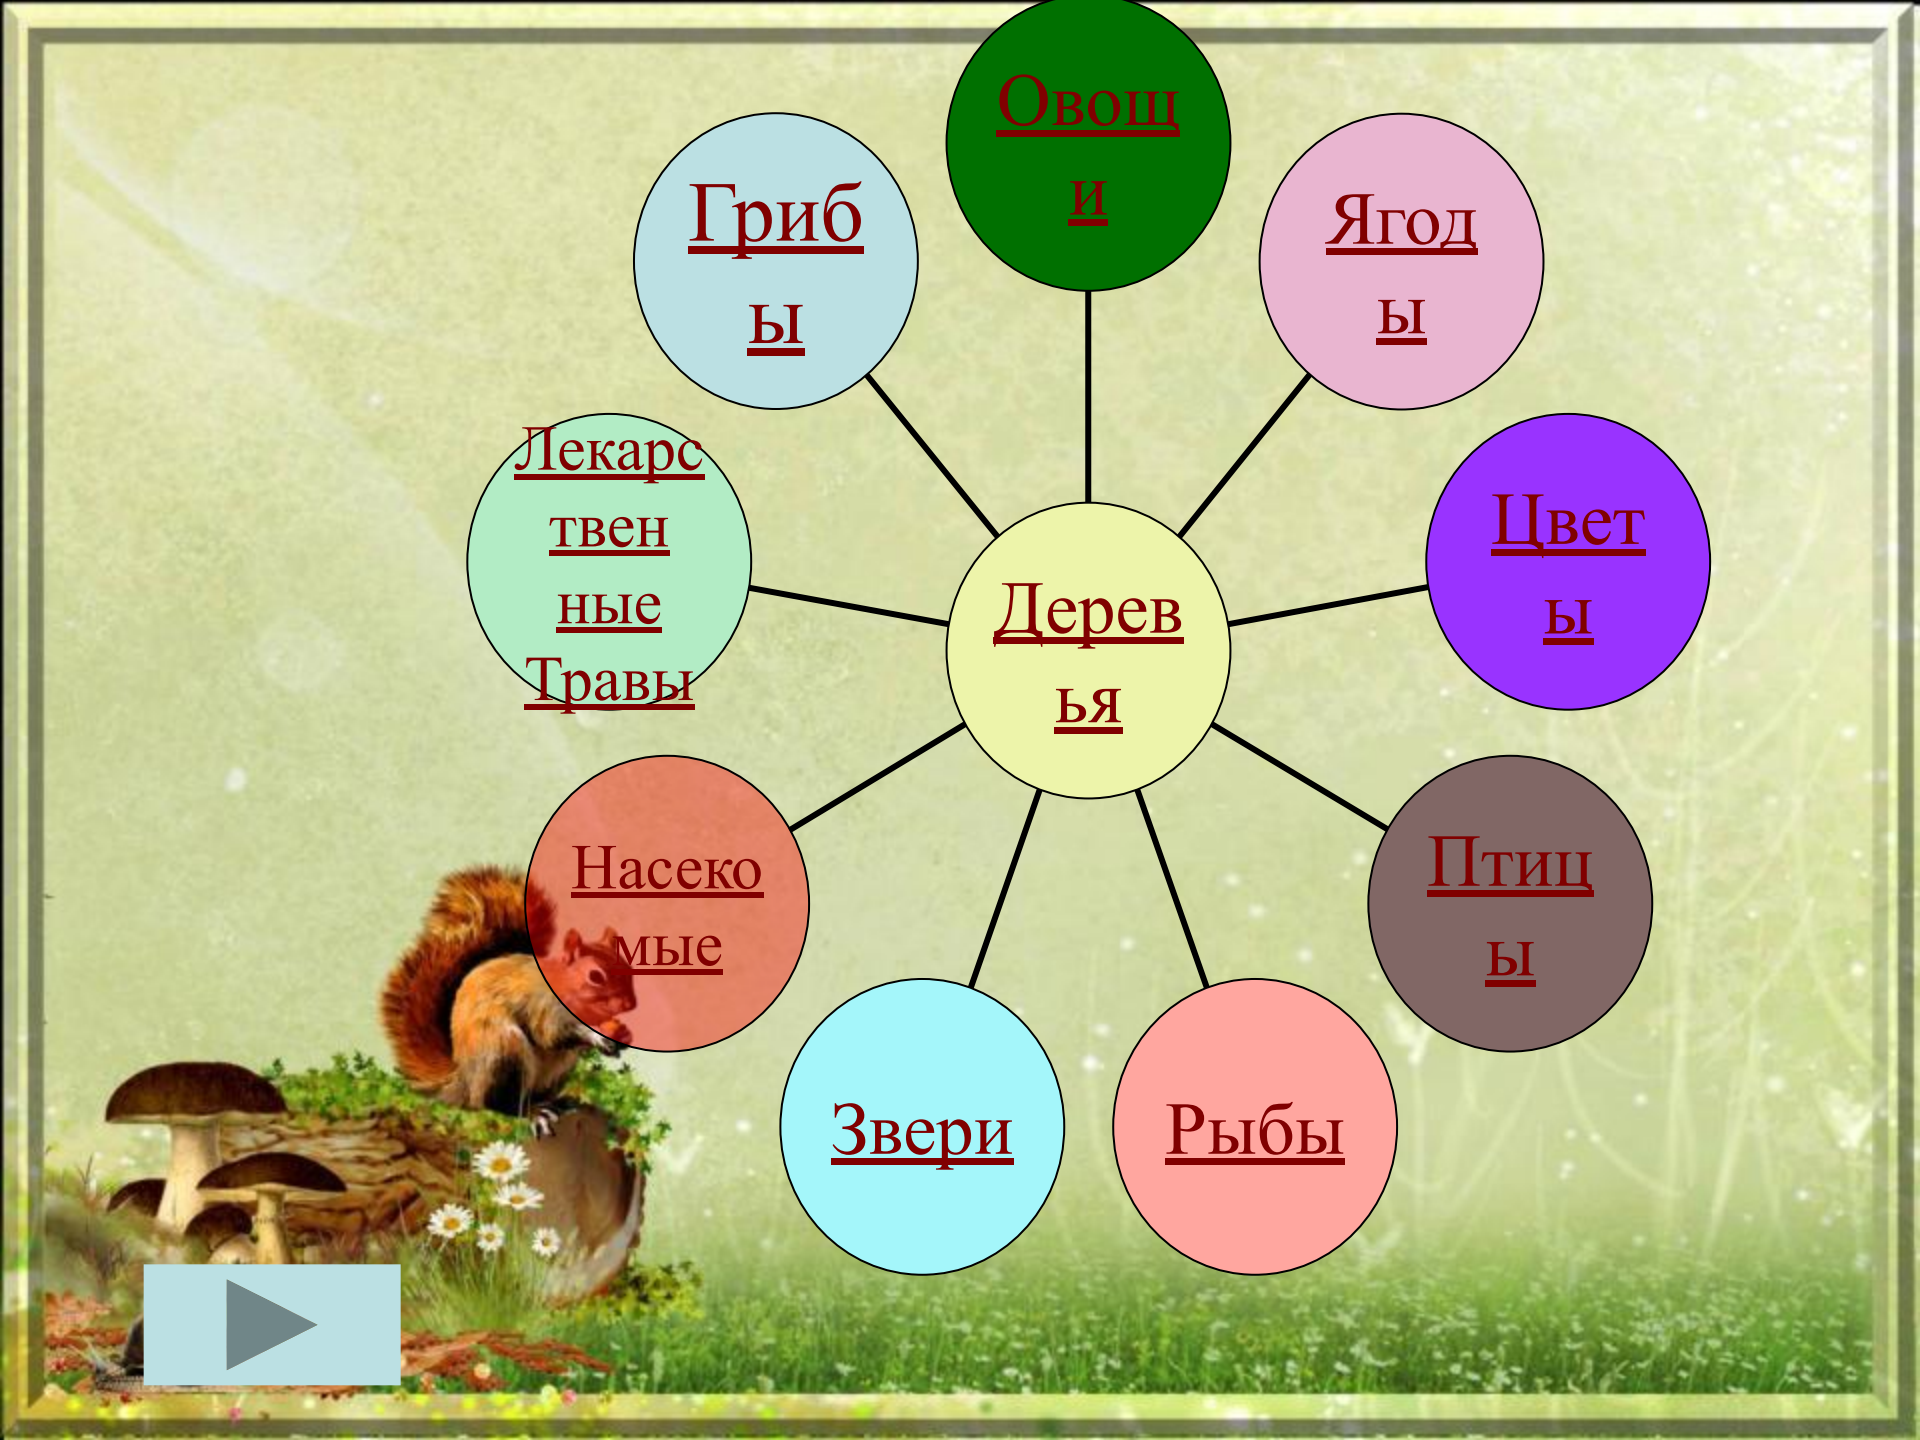 Овощ
и
Ягод
ы
Цвет
ы
Птиц
ы
Рыбы
Звери
Насеко
мые
Лекарс
твен
ные
Травы
Гриб
ы
Дерев
ья